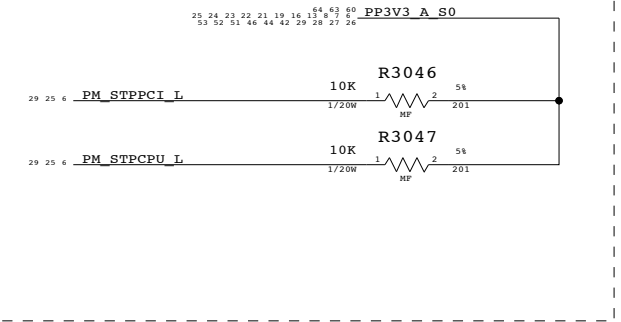 64 63 60
25 24 23 22 21 19 16 13 8 7 6 PP3V3_A_S0
53 52 51 46 44 42 29 28 27 26
R3046
10K 5%
29 25 6 PM_STPPCI_L 1 2
1/20W 201
MF
R3047
10K 5%
29 25 6 PM_STPCPU_L 1 2
1/20W 201
MF